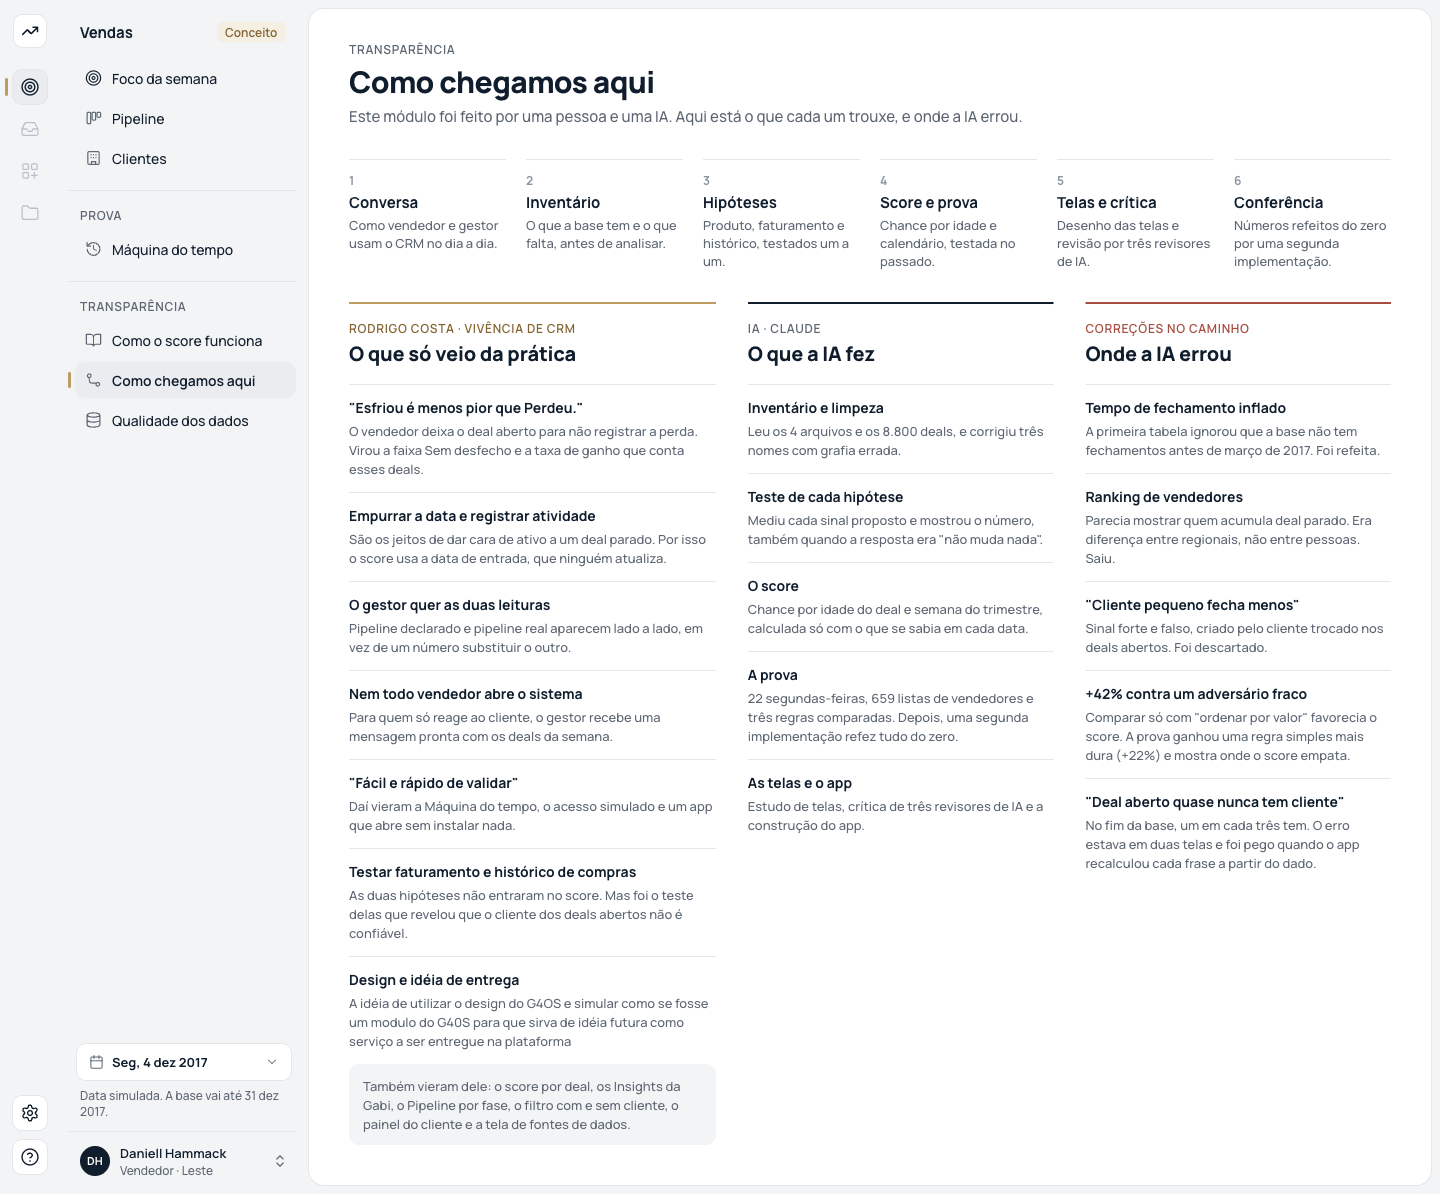 Vendas
Conceito
Foco da semana
Pipeline
Clientes
PROVA
Máquina do tempo
TRANSPARÊNCIA
Como o score funciona
Como chegamos aqui
Qualidade dos dados
Seg, 4 dez 2017
Data simulada. A base vai até 31 dez
2017.
DH
Daniell Hammack
Vendedor · Leste
TRANSPARÊNCIA
Como chegamos aqui
Este módulo foi feito por uma pessoa e uma IA. Aqui está o que cada um trouxe, e onde a IA errou.
1
Conversa
Como vendedor e gestor
usam o CRM no dia a dia.
2
Inventário
O que a base tem e o que
falta, antes de analisar.
3
Hipóteses
Produto, faturamento e
histórico, testados um a
um.
4
Score e prova
Chance por idade e
calendário, testada no
passado.
5
Telas e crítica
Desenho das telas e
revisão por três revisores
de IA.
6
Conferência
Números refeitos do zero
por uma segunda
implementação.
RODRIGO COSTA · VIVÊNCIA DE CRM
O que só veio da prática
"Esfriou é menos pior que Perdeu."
O vendedor deixa o deal aberto para não registrar a perda.
Virou a faixa Sem desfecho e a taxa de ganho que conta
esses deals.
Empurrar a data e registrar atividade
São os jeitos de dar cara de ativo a um deal parado. Por isso
o score usa a data de entrada, que ninguém atualiza.
O gestor quer as duas leituras
Pipeline declarado e pipeline real aparecem lado a lado, em
vez de um número substituir o outro.
Nem todo vendedor abre o sistema
Para quem só reage ao cliente, o gestor recebe uma
mensagem pronta com os deals da semana.
"Fácil e rápido de validar"
Daí vieram a Máquina do tempo, o acesso simulado e um app
que abre sem instalar nada.
Testar faturamento e histórico de compras
As duas hipóteses não entraram no score. Mas foi o teste
delas que revelou que o cliente dos deals abertos não é
confiável.
Design e idéia de entrega
A idéia de utilizar o design do G4OS e simular como se fosse
um modulo do G40S para que sirva de idéia futura como
serviço a ser entregue na plataforma
Também vieram dele: o score por deal, os Insights da
Gabi, o Pipeline por fase, o filtro com e sem cliente, o
painel do cliente e a tela de fontes de dados.
IA · CLAUDE
O que a IA fez
Inventário e limpeza
Leu os 4 arquivos e os 8.800 deals, e corrigiu três
nomes com grafia errada.
Teste de cada hipótese
Mediu cada sinal proposto e mostrou o número,
também quando a resposta era "não muda nada".
O score
Chance por idade do deal e semana do trimestre,
calculada só com o que se sabia em cada data.
A prova
22 segundas-feiras, 659 listas de vendedores e
três regras comparadas. Depois, uma segunda
implementação refez tudo do zero.
As telas e o app
Estudo de telas, crítica de três revisores de IA e a
construção do app.
CORREÇÕES NO CAMINHO
Onde a IA errou
Tempo de fechamento inflado
A primeira tabela ignorou que a base não tem
fechamentos antes de março de 2017. Foi refeita.
Ranking de vendedores
Parecia mostrar quem acumula deal parado. Era
diferença entre regionais, não entre pessoas.
Saiu.
"Cliente pequeno fecha menos"
Sinal forte e falso, criado pelo cliente trocado nos
deals abertos. Foi descartado.
+42% contra um adversário fraco
Comparar só com "ordenar por valor" favorecia o
score. A prova ganhou uma regra simples mais
dura (+22%) e mostra onde o score empata.
"Deal aberto quase nunca tem cliente"
No fim da base, um em cada três tem. O erro
estava em duas telas e foi pego quando o app
recalculou cada frase a partir do dado.